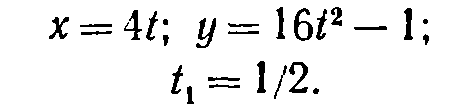 x = 4t; y = 16t² — 1;
t₁ = 1/2.